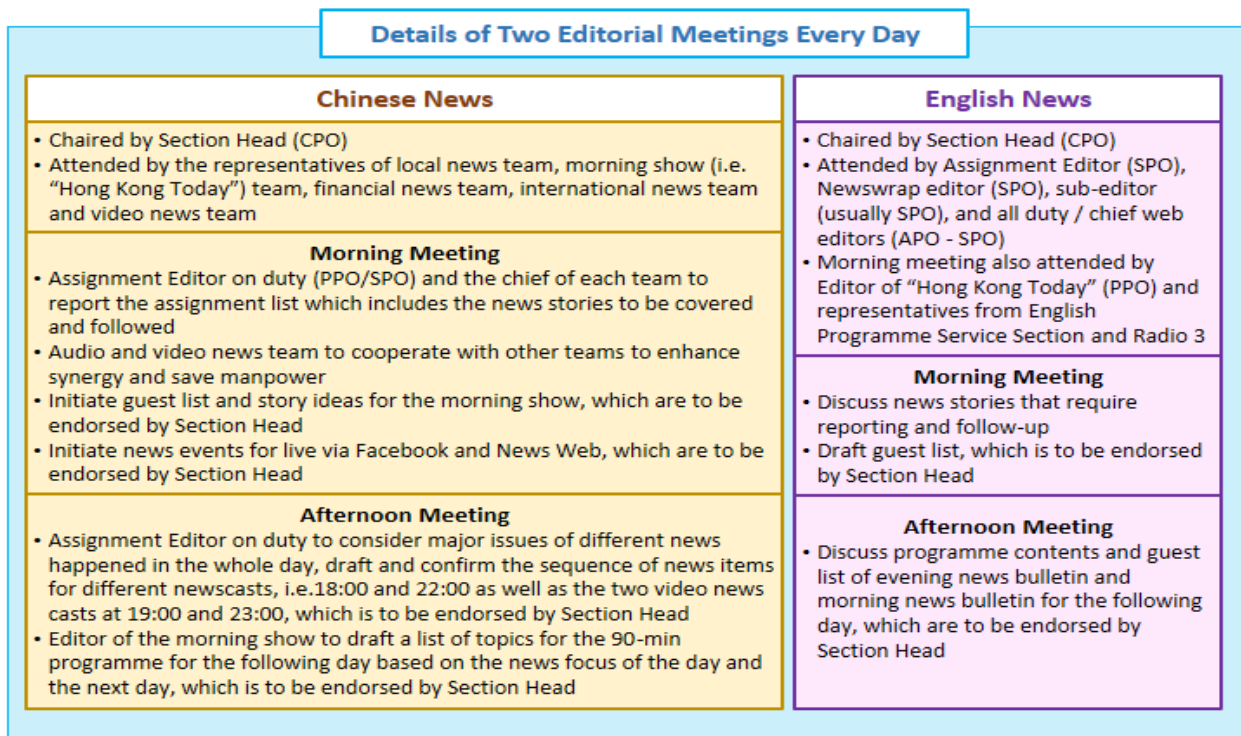 Details of Two Editorial Meetings Every Day
Chinese News
• Chaired by Section Head (CPO)
• Attended by the representatives of local news team, morning show (i.e.
“Hong Kong Today”) team, financial news team, international news team
and video news team
Morning Meeting
• Assignment Editor on duty (PPO/SPO) and the chief of each team to
report the assignment list which includes the news stories to be covered
and followed
• Audio and video news team to cooperate with other teams to enhance
synergy and save manpower
• Initiate guest list and story ideas for the morning show, which are to be
endorsed by Section Head
• Initiate news events for live via Facebook and News Web, which are to be
endorsed by Section Head
Afternoon Meeting
• Assignment Editor on duty to consider major issues of different news
happened in the whole day, draft and confirm the sequence of news items
for different newscasts, i.e.18:00 and 22:00 as well as the two video news
casts at 19:00 and 23:00, which is to be endorsed by Section Head
• Editor of the morning show to draft a list of topics for the 90-min
programme for the following day based on the news focus of the day and
the next day, which is to be endorsed by Section Head
English News
• Chaired by Section Head (CPO)
• Attended by Assignment Editor (SPO),
Newswrap editor (SPO), sub-editor
(usually SPO), and all duty / chief web
editors (APO - SPO)
• Morning meeting also attended by
Editor of “Hong Kong Today” (PPO) and
representatives from English
Programme Service Section and Radio 3
Morning Meeting
• Discuss news stories that require
reporting and follow-up
• Draft guest list, which is to be endorsed
by Section Head
Afternoon Meeting
• Discuss programme contents and guest
list of evening news bulletin and
morning news bulletin for the following
day, which are to be endorsed by
Section Head